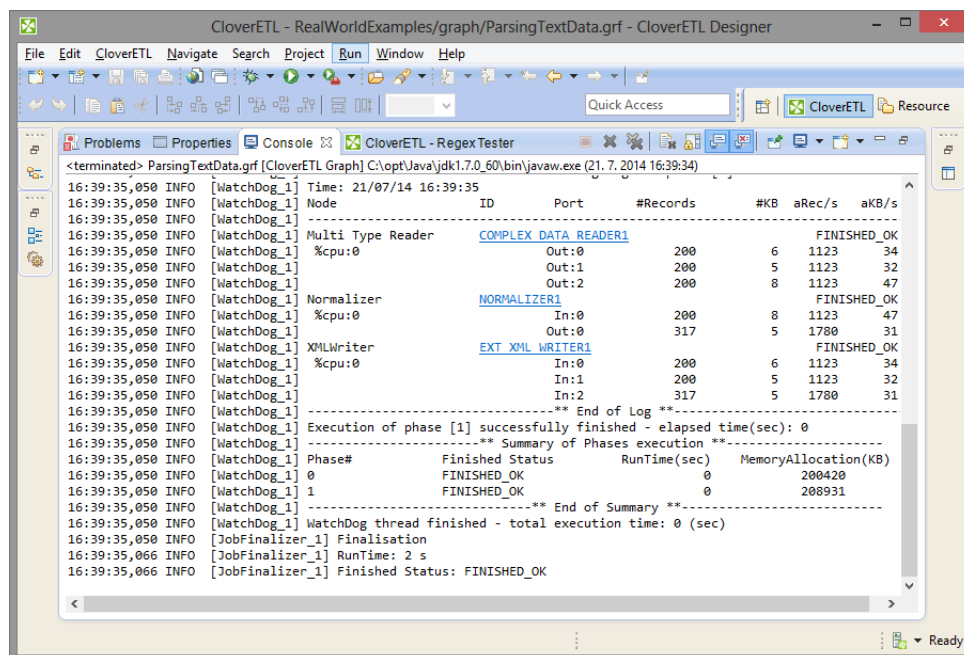 CloverETL - RealWorldExamples/graph/ParsingTextData.grf - CloverETL Designer
File Edit CloverETL Navigate Search Project Run Window Help
Quick Access CloverETL Resource
Problems Properties Console CloverETL - Regex Tester
<terminated> ParsingTextData.grf [CloverETL Graph] C:\opt\Java\jdk1.7.0_60\bin\javaw.exe (21. 7. 2014 16:39:34)
16:39:35,050 INFO [WatchDog_1] Time: 21/07/14 16:39:35
16:39:35,050 INFO [WatchDog_1] Node ID Port #Records #KB aRec/s aKB/s
16:39:35,050 INFO [WatchDog_1] ---------------------------------------------------------------------------------
16:39:35,050 INFO [WatchDog_1] Multi Type Reader COMPLEX_DATA_READER1 FINISHED_OK
16:39:35,050 INFO [WatchDog_1] %cpu:0 Out:0 200 6 1123 34
16:39:35,050 INFO [WatchDog_1] Out:1 200 5 1123 32
16:39:35,050 INFO [WatchDog_1] Out:2 200 8 1123 47
16:39:35,050 INFO [WatchDog_1] Normalizer NORMALIZER1 FINISHED_OK
16:39:35,050 INFO [WatchDog_1] %cpu:0 In:0 200 8 1123 47
16:39:35,050 INFO [WatchDog_1] Out:0 317 5 1780 31
16:39:35,050 INFO [WatchDog_1] XMLWriter EXT_XML_WRITER1 FINISHED_OK
16:39:35,050 INFO [WatchDog_1] %cpu:0 In:0 200 6 1123 34
16:39:35,050 INFO [WatchDog_1] In:1 200 5 1123 32
16:39:35,050 INFO [WatchDog_1] In:2 317 5 1780 31
16:39:35,050 INFO [WatchDog_1] ---------------------------------** End of Log **------------------------------
16:39:35,050 INFO [WatchDog_1] Execution of phase [1] successfully finished - elapsed time(sec): 0
16:39:35,050 INFO [WatchDog_1] -----------------------** Summary of Phases execution **---------------------
16:39:35,050 INFO [WatchDog_1] Phase# Finished Status RunTime(sec) MemoryAllocation(KB)
16:39:35,050 INFO [WatchDog_1] 0 FINISHED_OK 0 200420
16:39:35,050 INFO [WatchDog_1] 1 FINISHED_OK 0 208931
16:39:35,050 INFO [WatchDog_1] ------------------------------** End of Summary **---------------------------
16:39:35,050 INFO [WatchDog_1] WatchDog thread finished - total execution time: 0 (sec)
16:39:35,050 INFO [JobFinalizer_1] Finalisation
16:39:35,066 INFO [JobFinalizer_1] RunTime: 2 s
16:39:35,066 INFO [JobFinalizer_1] Finished Status: FINISHED_OK
Ready